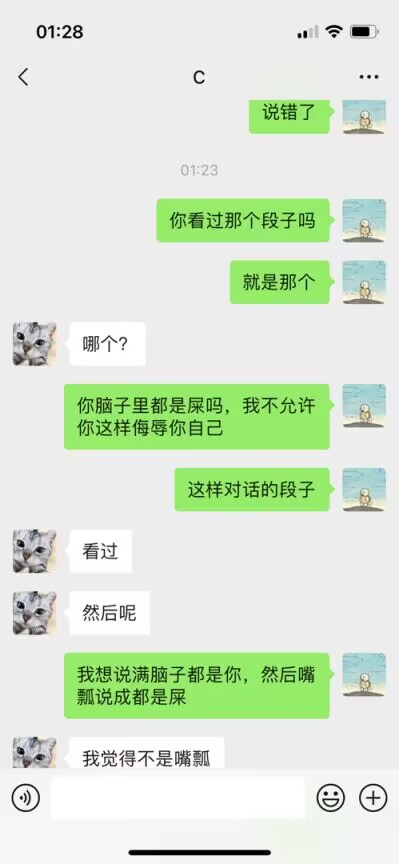 01:28
C
说错了
01:23
你看过那个段子吗
就是那个
哪个?
你脑子里都是屎吗，我不允许
你这样侮辱你自己
这样对话的段子
看过
然后呢
我想说满脑子都是你，然后嘴
瓢说成都是屎
我觉得不是嘴瓢